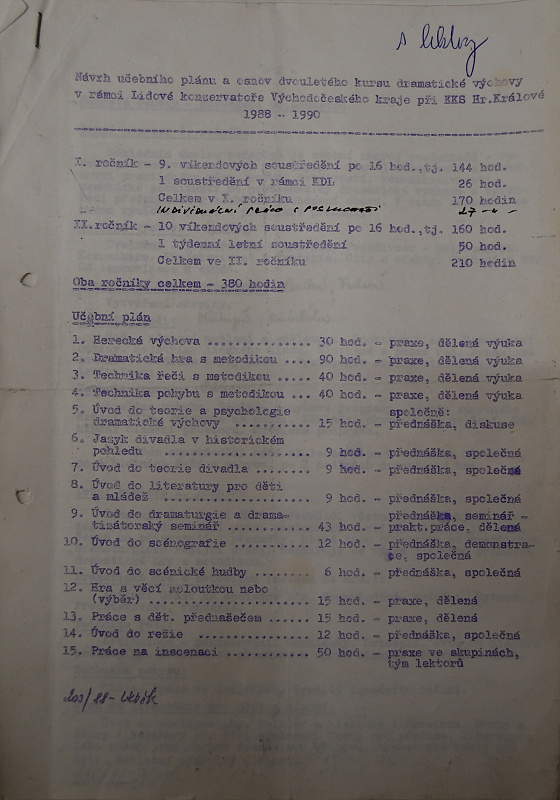 Návrh učebního plánu a osnov dvouletého kursu dramatické výchovy
v rámci Lidové konservatoře Východočeského kraje při KKS Hr.Králové
1988 - 1990
I. ročník - 9. víkendových soustředění po 16 hod.,tj. 144 hod.
1 soustředění v rámci KDL 26 hod.
Celkem v I. ročníku 170 hodin
INDIVIDUÁLNÍ PRÁCE S POSLUCHAČI 27 - " -
II.ročník - 10 víkendových soustředění po 16 hod.,tj. 160 hod.
1 týdenní letní soustředění 50 hod.
Celkem ve II. ročníku 210 hodin
Oba ročníky celkem - 380 hodin
Učební plán
1. Herecká výchova ............... 30 hod. - praxe, dělená výuka
2. Dramatická hra s metodikou .... 90 hod. - praxe, dělená výuka
3. Technika řeči s metodikou ..... 40 hod. - praxe, dělená výuka
4. Technika pohybu s metodikou ... 40 hod. - praxe, dělená výuka
5. Úvod do teorie a psychologie společně:
dramatické výchovy .......... 15 hod. - přednáška, diskuse
6. Jazyk divadla v historickém
pohledu .................. 9 hod. - přednáška, společná
7. Úvod do teorie divadla ........ 9 hod. - přednáška, společná
8. Úvod do literatury pro děti
a mládež .................... 9 hod. - přednáška, společná
9. Úvod do dramaturgie a drama- přednáška, seminář -
tizátorský seminář ........... 43 hod. - prakt.práce, dělená
10. Úvod do scénografie ........... 12 hod. - přednáška, demonstra-
ce, společná
11. Úvod do scénické hudby ........ 6 hod. - přednáška, společná
12. Hra s věcí a loutkou nebo
(výběr) ....................... 15 hod. - praxe, dělená
13. Práce s dět. přednašečem ...... 15 hod. - praxe, dělená
14. Úvod do režie ............... 12 hod. - přednáška, společná
15. Práce na inscenaci ............ 50 hod. - praxe ve skupinách,
tým lektorů
203/88-